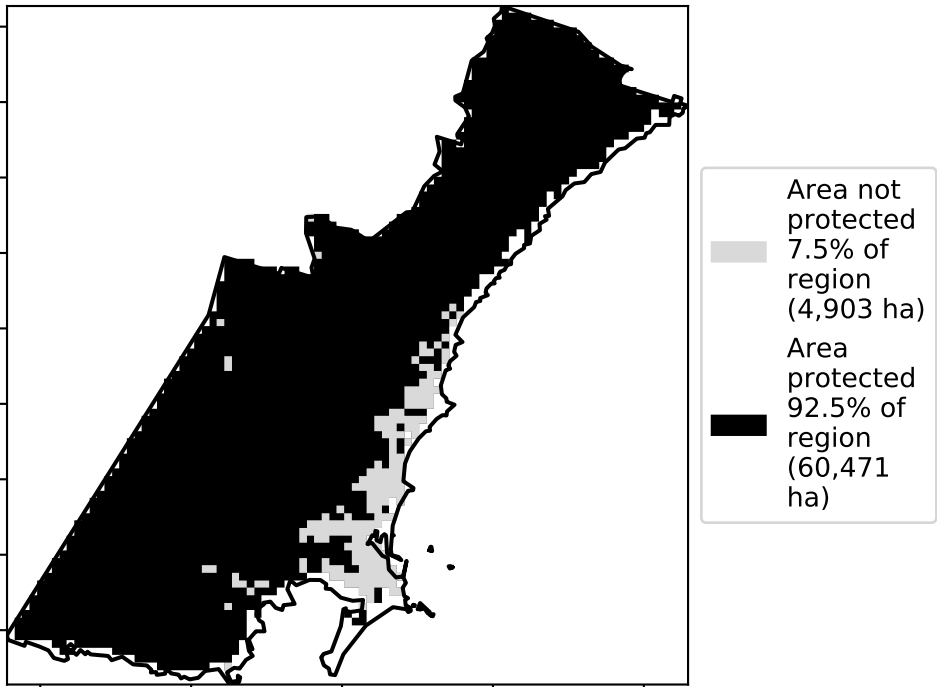 Area not
protected
7.5% of
region
(4,903 ha)
Area
protected
92.5% of
region
(60,471
ha)